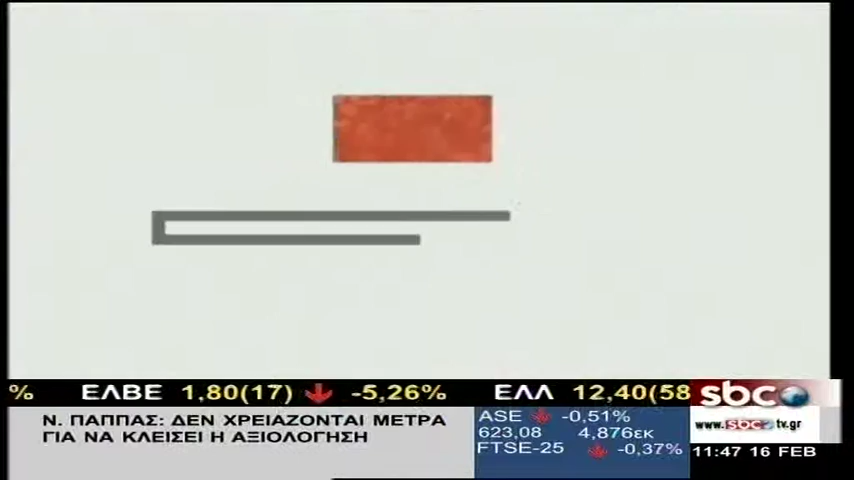 % ΕΛΒΕ 1,80(17) -5,26% ΕΛΛ 12,40(58
sbc
Ν. ΠΑΠΠΑΣ: ΔΕΝ ΧΡΕΙΑΖΟΝΤΑΙ ΜΕΤΡΑ
ΓΙΑ ΝΑ ΚΛΕΙΣΕΙ Η ΑΞΙΟΛΟΓΗΣΗ
ASE -0,51%
623,08 4,876εκ
FTSE-25 -0,37%
www.sbctv.gr
11:47 16 FEB